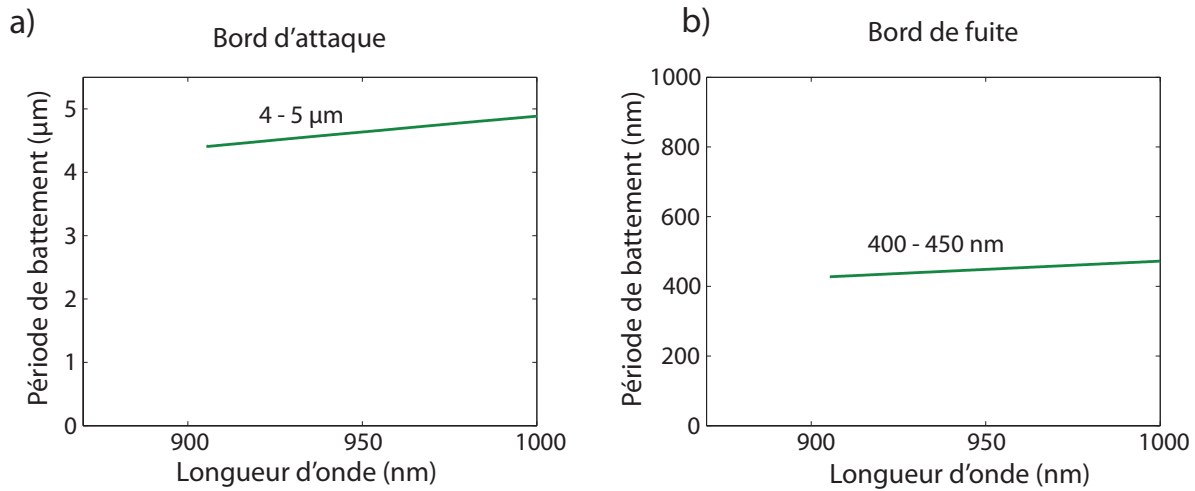 a)
Bord d'attaque
Période de battement (µm)
5
4
3
2
1
0
4 - 5 µm
900
950
1000
Longueur d'onde (nm)
b)
Bord de fuite
Période de battement (nm)
1000
800
600
400
200
0
400 - 450 nm
900
950
1000
Longueur d'onde (nm)